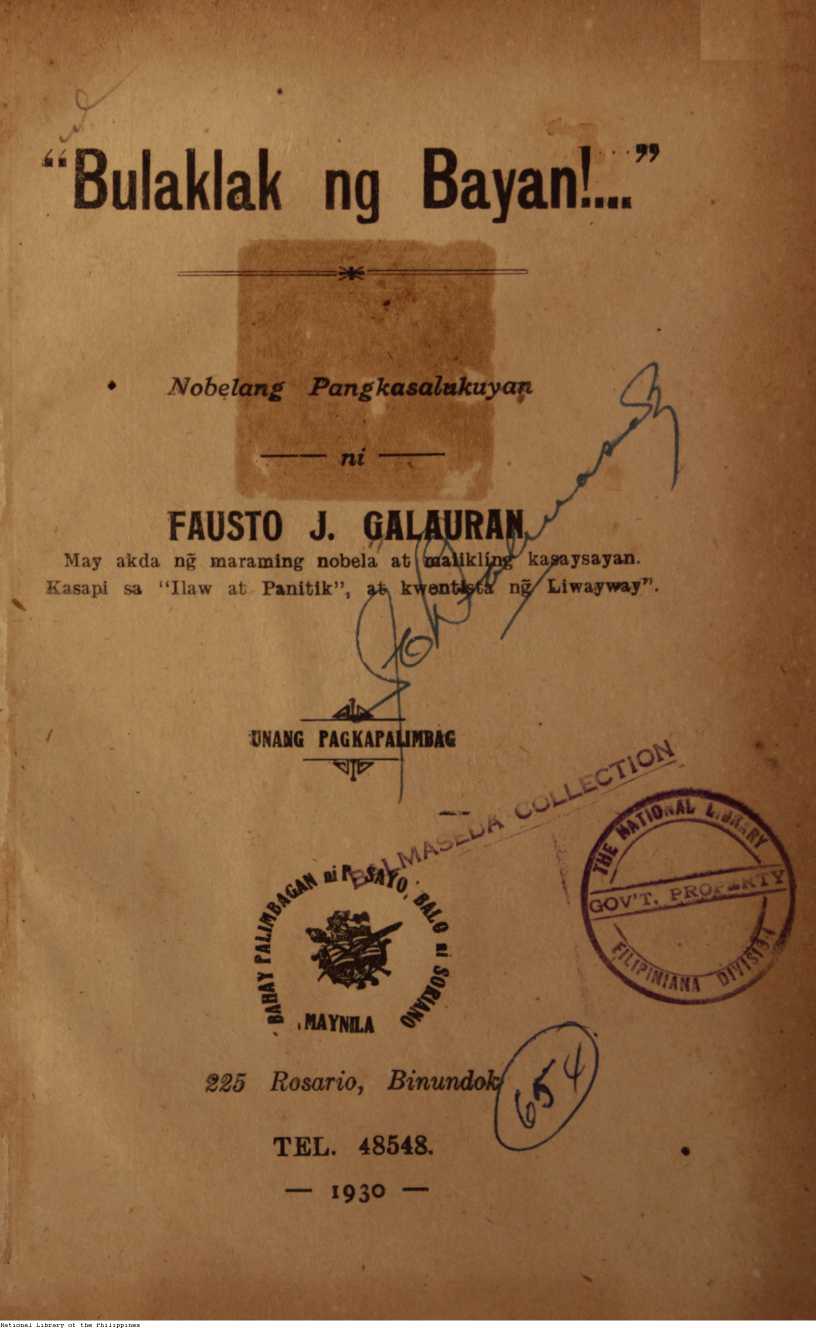 “Bulaklak ng Bayan!...”
Nobelang Pangkasalukuyan
ni
FAUSTO J. GALAURAN
May akda ng̃ maraming nobela at malikling kasaysayan.
Kasapi sa “Ilaw at Panitik”, at kwentista ng̃ Liwayway”.
UNANG PAGKAPALIMBAG
BALMASEDA COLLECTION
THE NATIONAL LIBRARY
GOV'T. PROPERTY
FILIPINIANA DIVISION
BAHAY PALIMBAGAN ni P. SAYO, BALO ni SORIANO
MAYNILA
225 Rosario, Binundok
654
TEL. 48548.
— 1930 —
National Library of the Philippines